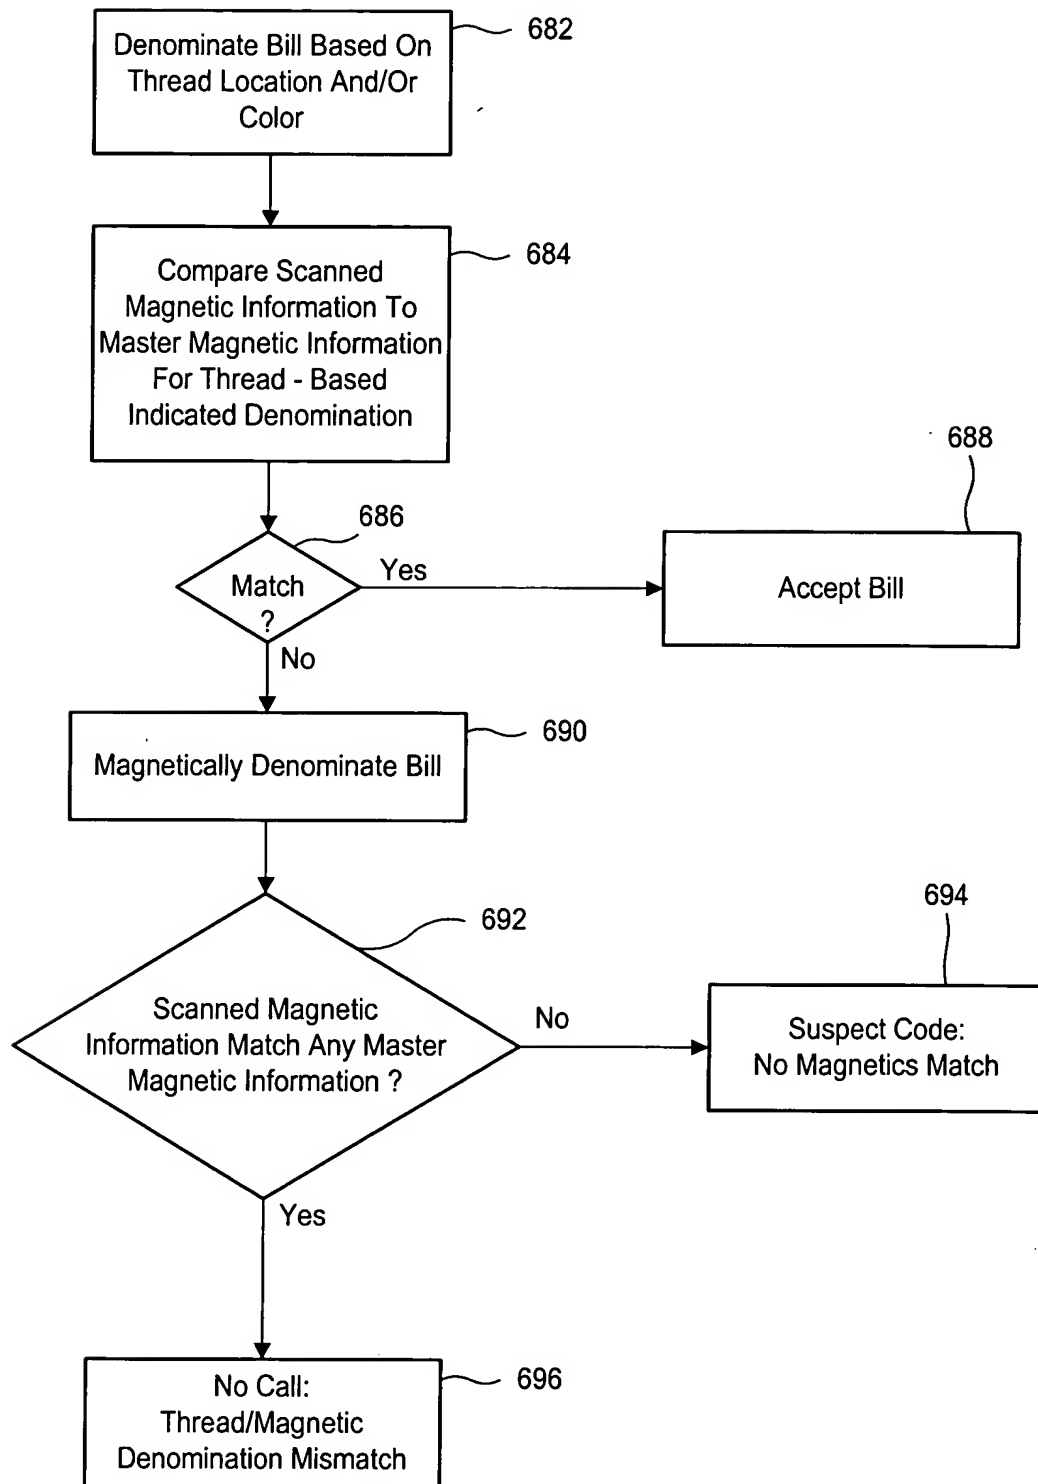 Denominate Bill Based On
Thread Location And/Or
Color
682
Compare Scanned
Magnetic Information To
Master Magnetic Information
For Thread - Based
Indicated Denomination
684
686
Match
?
Yes
688
Accept Bill
No
690
Magnetically Denominate Bill
692
Scanned Magnetic
Information Match Any Master
Magnetic Information ?
No
694
Suspect Code:
No Magnetics Match
Yes
696
No Call:
Thread/Magnetic
Denomination Mismatch